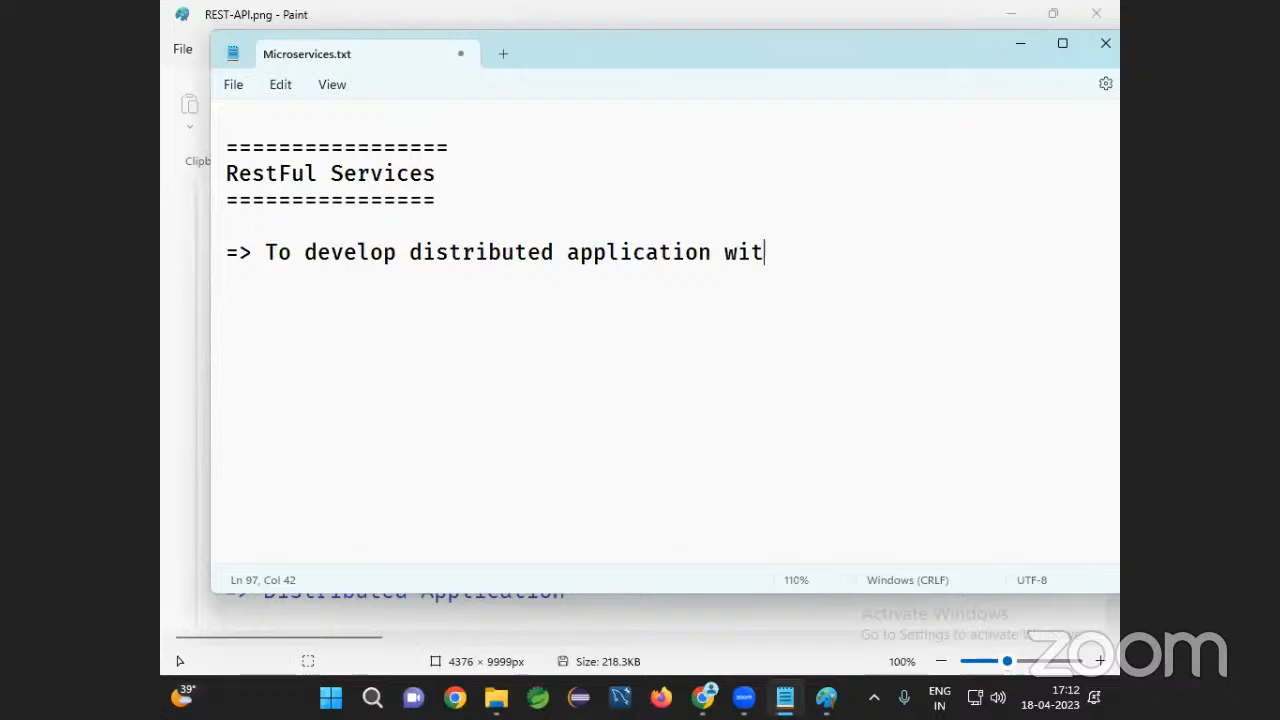 REST-API.png - Paint
File
Microservices.txt
File Edit View
Clipb
=================
RestFul Services
================
=> To develop distributed application wit
Ln 97, Col 42 110% Windows (CRLF) UTF-8
=> Distributed Application
Activate Windows
Go to Settings to activate
4376 × 9999px Size: 218.3KB 100%
zoom
39°
zoom
ENG
IN
17:12
18-04-2023